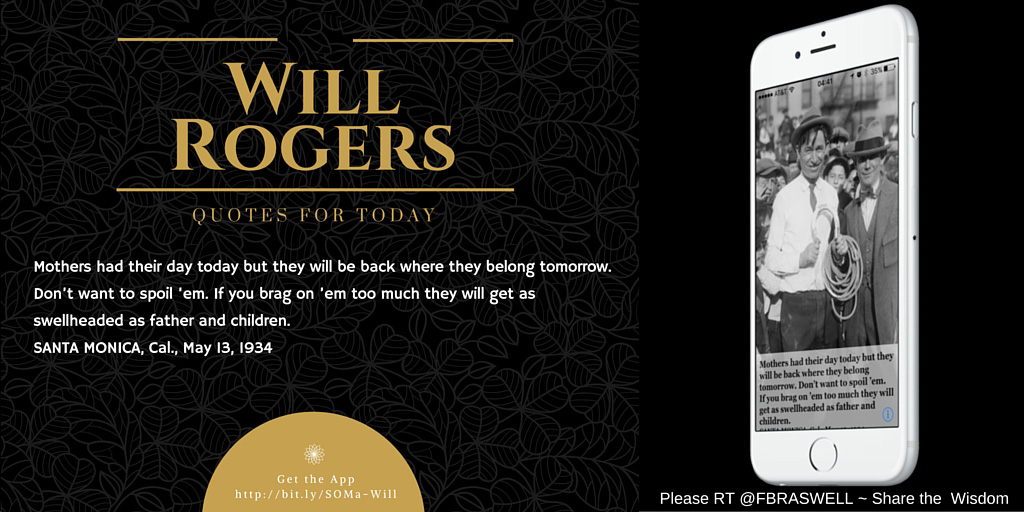 WILL
ROGERS
QUOTES FOR TODAY
Mothers had their day today but they will be back where they belong tomorrow.
Don't want to spoil 'em. If you brag on 'em too much they will get as
swellheaded as father and children.
SANTA MONICA, Cal., May 13, 1934
Get the App
http://bit.ly/SOMa-Will
AT&T
04:41
35%
Mothers had their day today but they
will be back where they belong
tomorrow. Don't want to spoil 'em.
If you brag on 'em too much they will
get as swellheaded as father and
children.
Please RT @FBRASWELL ~ Share the Wisdom